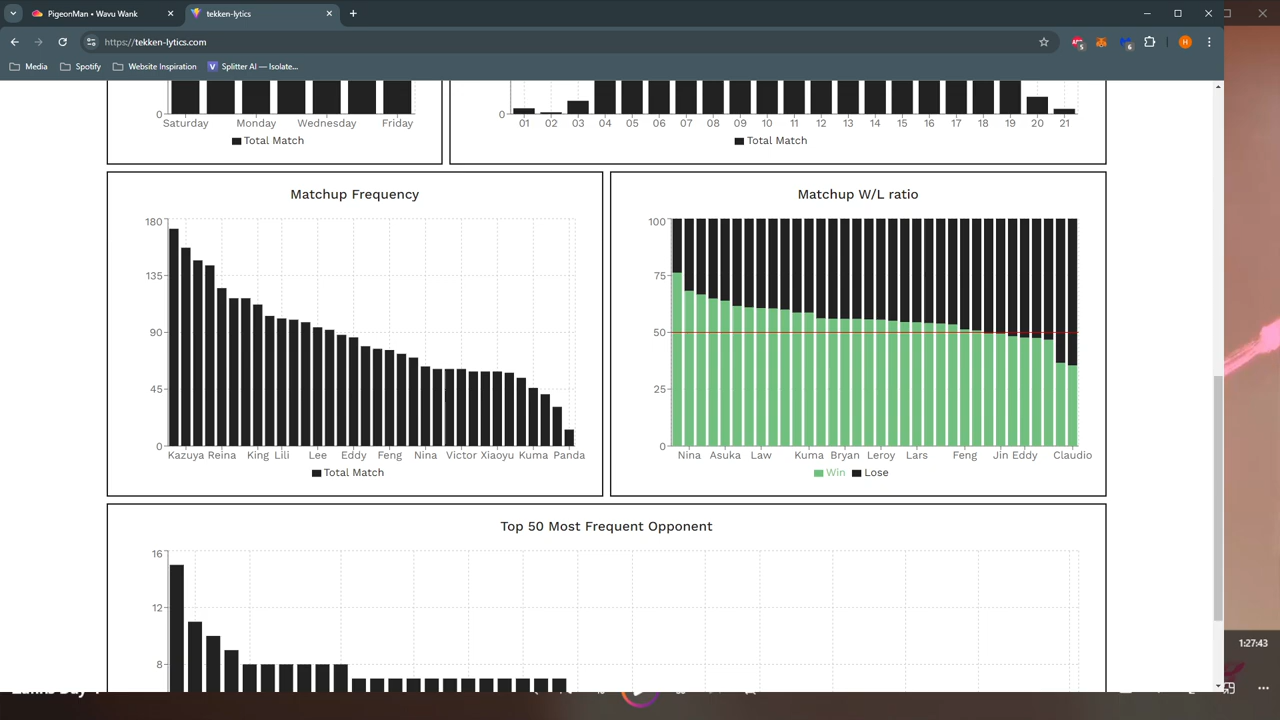 PigeonMan • Wavu Wank
tekken-lytics
https://tekken-lytics.com
5
6
H
Media
Spotify
Website Inspiration
V
Splitter AI — Isolate...
0
Saturday Monday Wednesday Friday
Total Match
0
01 02 03 04 05 06 07 08 09 10 11 12 13 14 15 16 17 18 19 20 21
Total Match
Matchup Frequency
180
135
90
45
0
Kazuya Reina King Lili Lee Eddy Feng Nina Victor Xiaoyu Kuma Panda
Total Match
Matchup W/L ratio
100
75
50
25
0
Nina Asuka Law Kuma Bryan Leroy Lars Feng Jin Eddy Claudio
Win Lose
Top 50 Most Frequent Opponent
16
12
8
1:27:43